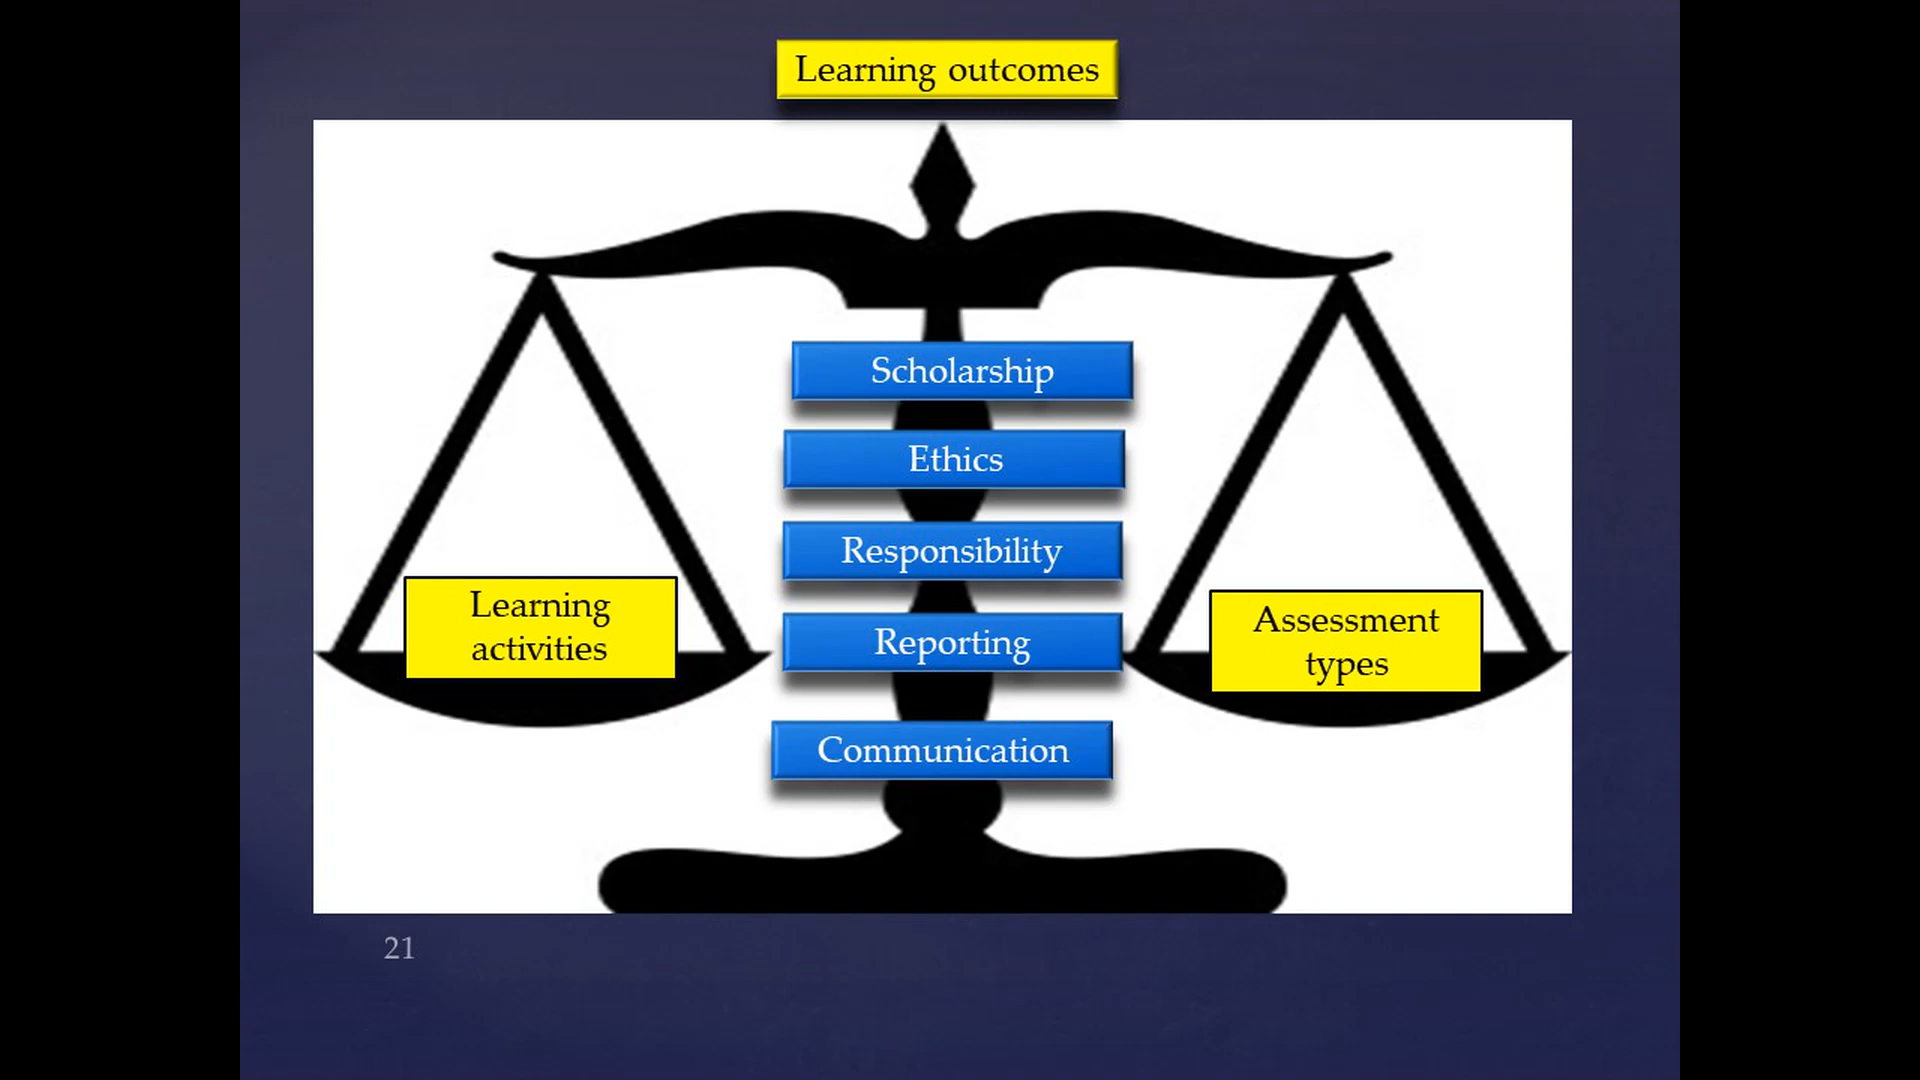 Learning outcomes
Scholarship
Ethics
Responsibility
Reporting
Communication
Learning
activities
Assessment
types
21